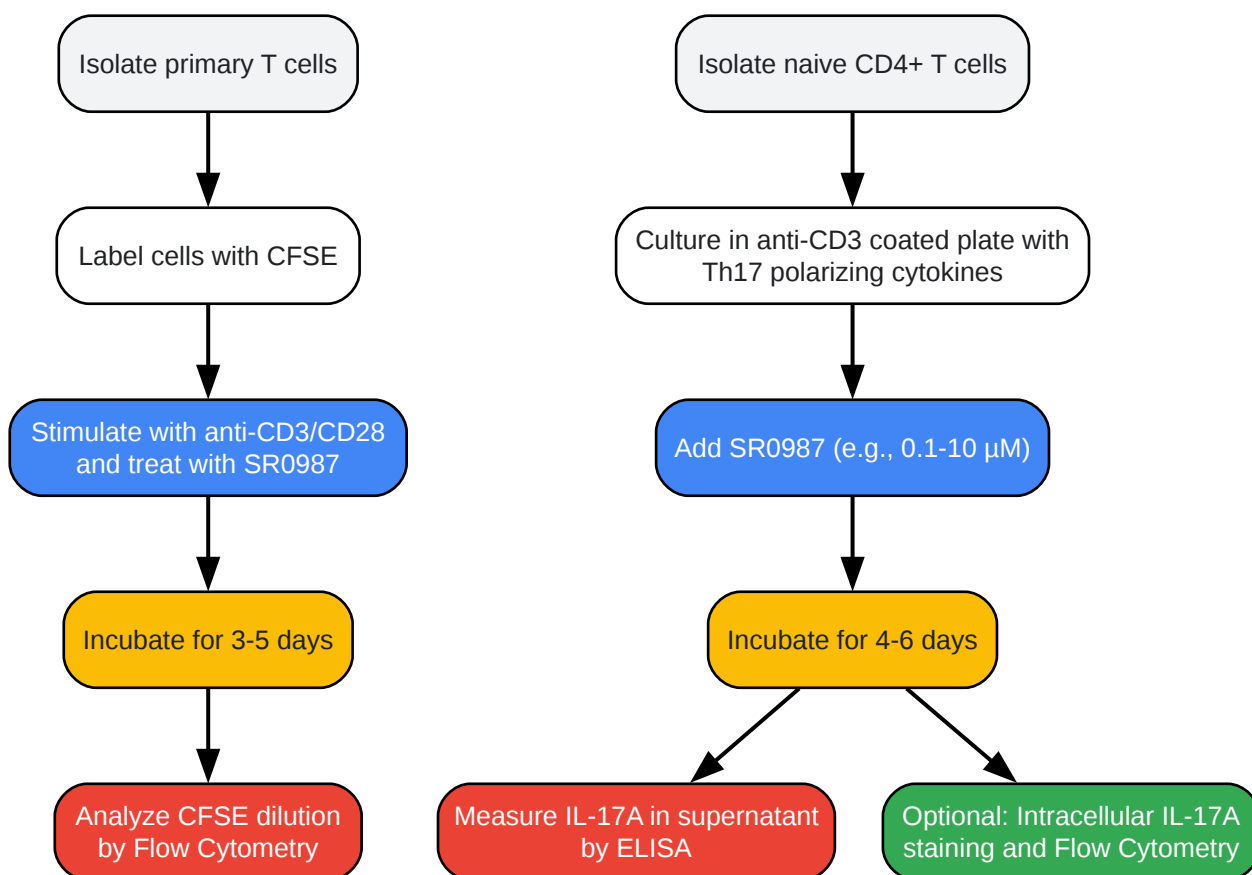 Isolate primary T cells
Label cells with CFSE
Stimulate with anti-CD3/CD28
and treat with SR0987
Incubate for 3-5 days
Analyze CFSE dilution
by Flow Cytometry
Isolate naive CD4+ T cells
Culture in anti-CD3 coated plate with
Th17 polarizing cytokines
Add SR0987 (e.g., 0.1-10 µM)
Incubate for 4-6 days
Measure IL-17A in supernatant
by ELISA
Optional: Intracellular IL-17A
staining and Flow Cytometry